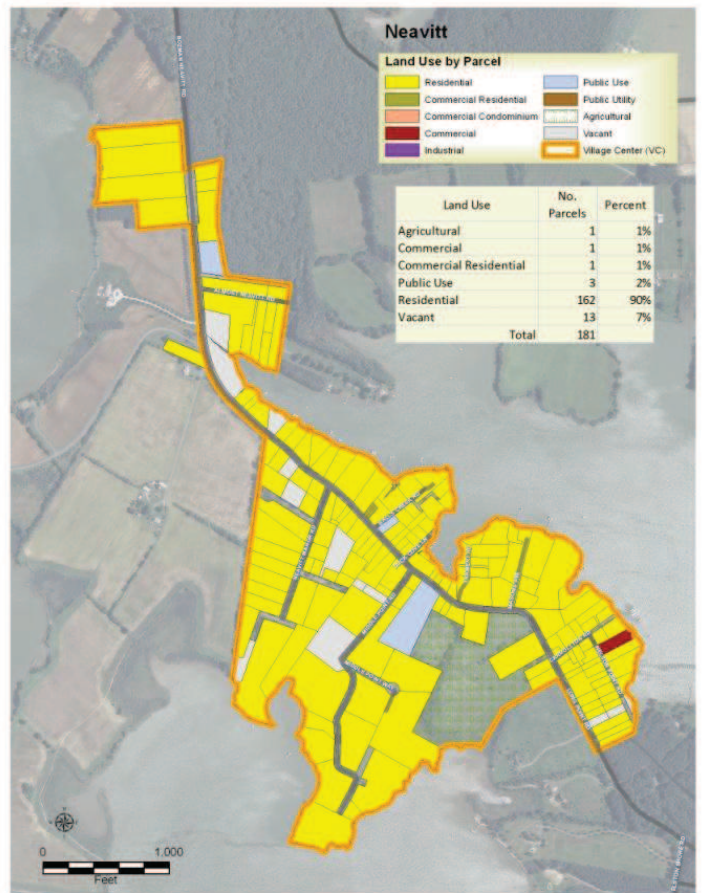 Neavitt
Land Use by Parcel
Residential
Commercial Residential
Commercial Condominium
Commercial
Industrial
Public Use
Public Utility
Agricultural
Vacant
Village Center (VC)
Land Use No. Parcels Percent
Agricultural 1 1%
Commercial 1 1%
Commercial Residential 1 1%
Public Use 3 2%
Residential 162 90%
Vacant 13 7%
Total 181
NEAVITT RD
0 1,000
Feet